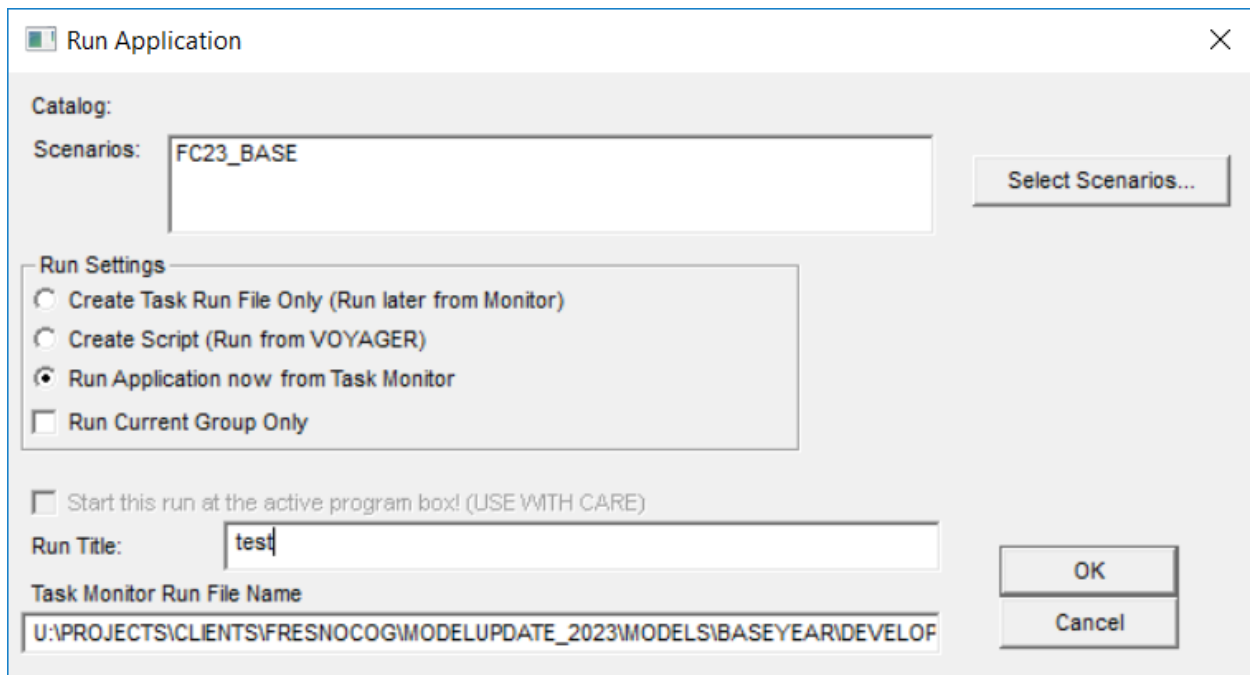 Run Application
Catalog:
Scenarios:
FC23_BASE
Select Scenarios...
Run Settings
Create Task Run File Only (Run later from Monitor)
Create Script (Run from VOYAGER)
Run Application now from Task Monitor
Run Current Group Only
Start this run at the active program box! (USE WITH CARE)
Run Title:
test
OK
Task Monitor Run File Name
U:\PROJECTS\CLIENTS\FRESNOCOG\MODELUPDATE_2023\MODELS\BASEYEAR\DEVELOP
Cancel